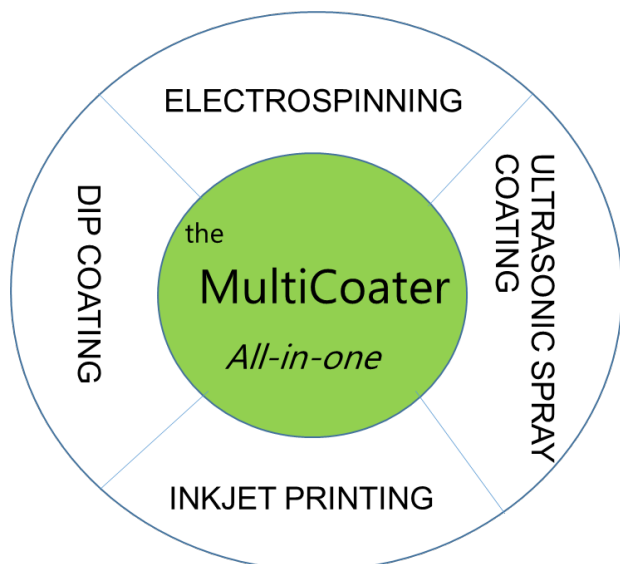 ELECTROSPINNING
ULTRASONIC SPRAY
COATING
DIP COATING
the
MultiCoater
All-in-one
INKJET PRINTING